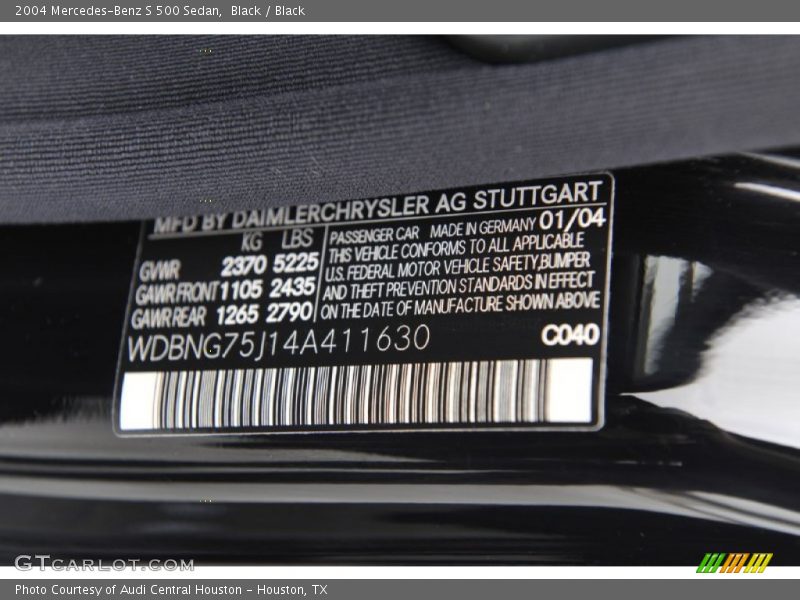 2004 Mercedes-Benz S 500 Sedan, Black / Black
MFD BY DAIMLERCHRYSLER AG STUTTGART
KG LBS
GVWR 2370 5225
GAWR FRONT 1105 2435
GAWR REAR 1265 2790
PASSENGER CAR MADE IN GERMANY 01/04
THIS VEHICLE CONFORMS TO ALL APPLICABLE
U.S. FEDERAL MOTOR VEHICLE SAFETY,BUMPER
AND THEFT PREVENTION STANDARDS IN EFFECT
ON THE DATE OF MANUFACTURE SHOWN ABOVE
WDBNG75J14A411630 C040
GTCARLOT.COM
Photo Courtesy of Audi Central Houston - Houston, TX